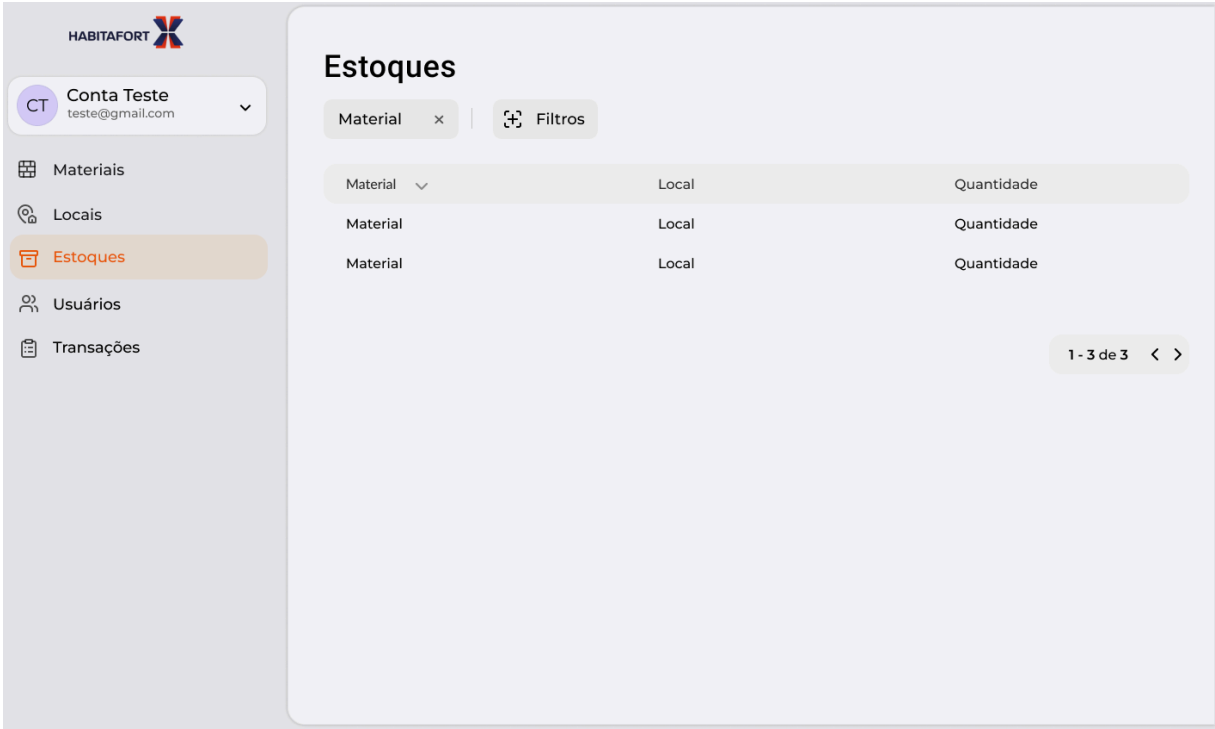 HABITAFORT
CT
Conta Teste
teste@gmail.com
Materiais
Locais
Estoques
Usuários
Transações
Estoques
Material × Filtros
Material Local Quantidade
Material Local Quantidade
Material Local Quantidade
1 - 3 de 3